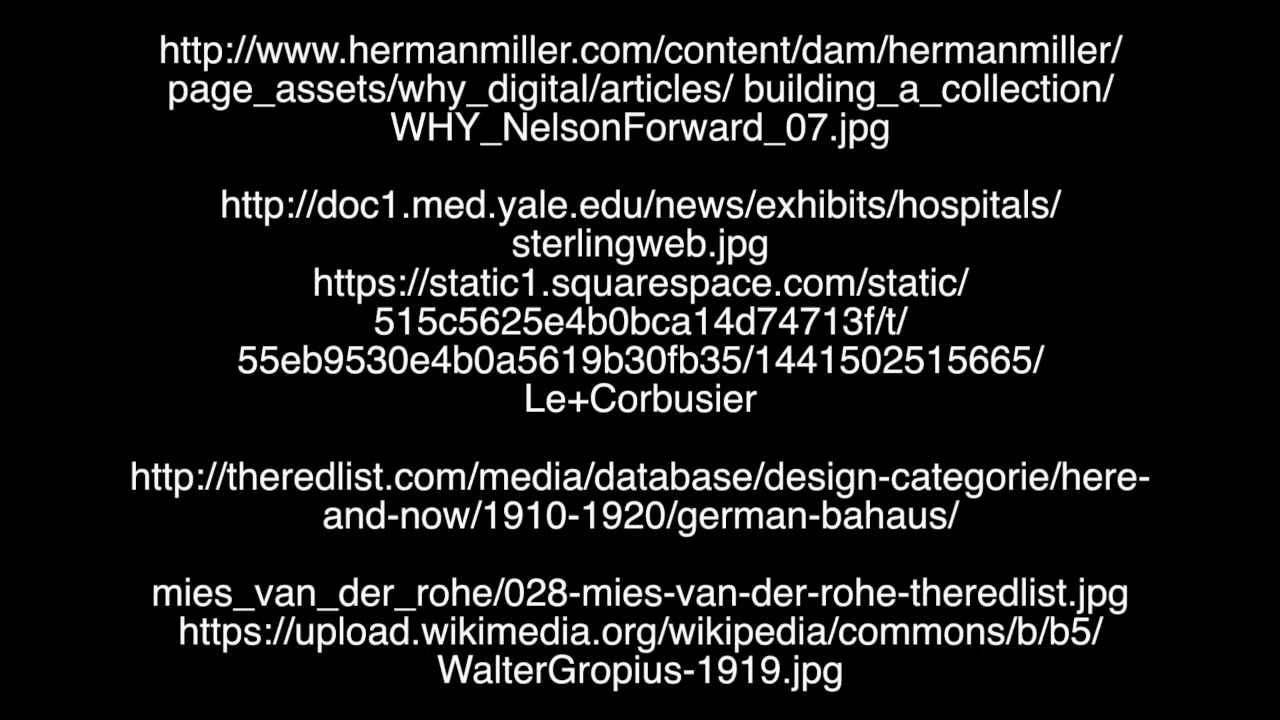 http://www.hermanmiller.com/content/dam/hermanmiller/
page_assets/why_digital/articles/ building_a_collection/
WHY_NelsonForward_07.jpg
http://doc1.med.yale.edu/news/exhibits/hospitals/
sterlingweb.jpg
https://static1.squarespace.com/static/
515c5625e4b0bca14d74713f/t/
55eb9530e4b0a5619b30fb35/1441502515665/
Le+Corbusier
http://theredlist.com/media/database/design-categorie/here-
and-now/1910-1920/german-bahaus/
mies_van_der_rohe/028-mies-van-der-rohe-theredlist.jpg
https://upload.wikimedia.org/wikipedia/commons/b/b5/
WalterGropius-1919.jpg